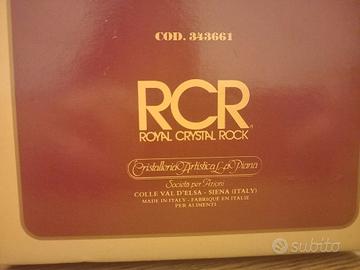 COD. 343661
RCR
ROYAL CRYSTAL ROCK
Cristalleria Artistica La Piana
Società per Azioni
COLLE VAL D'ELSA - SIENA (ITALY)
MADE IN ITALY - FABRIQUÉ EN ITALIE
PER ALIMENTI
subito